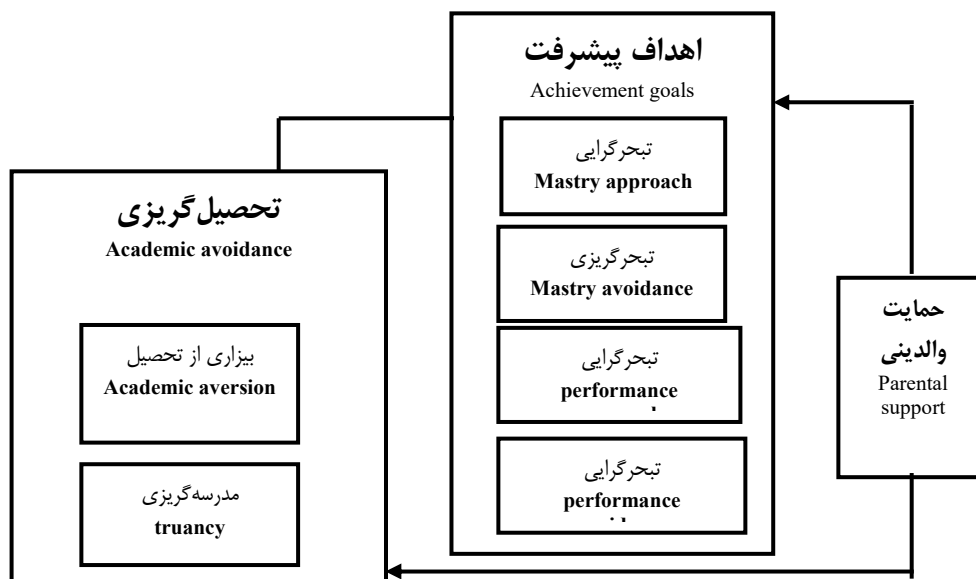 اهداف پیشرفت
Achievement goals
تبحرگرایی
Mastry approach
تبحرگریزی
Mastry avoidance
تبحرگرایی
performance
تبحرگرایی
performance
تحصیل‌گریزی
Academic avoidance
بیزاری از تحصیل
Academic aversion
مدرسه‌گریزی
truancy
حمایت
والدینی
Parental
support